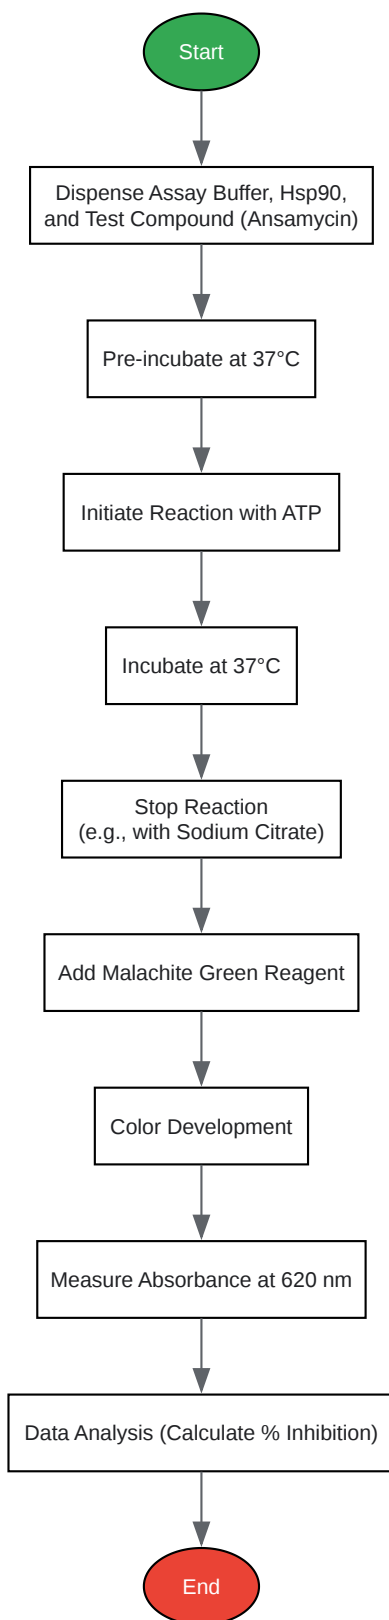 Start
Dispense Assay Buffer, Hsp90,
and Test Compound (Ansamycin)
Pre-incubate at 37°C
Initiate Reaction with ATP
Incubate at 37°C
Stop Reaction
(e.g., with Sodium Citrate)
Add Malachite Green Reagent
Color Development
Measure Absorbance at 620 nm
Data Analysis (Calculate % Inhibition)
End